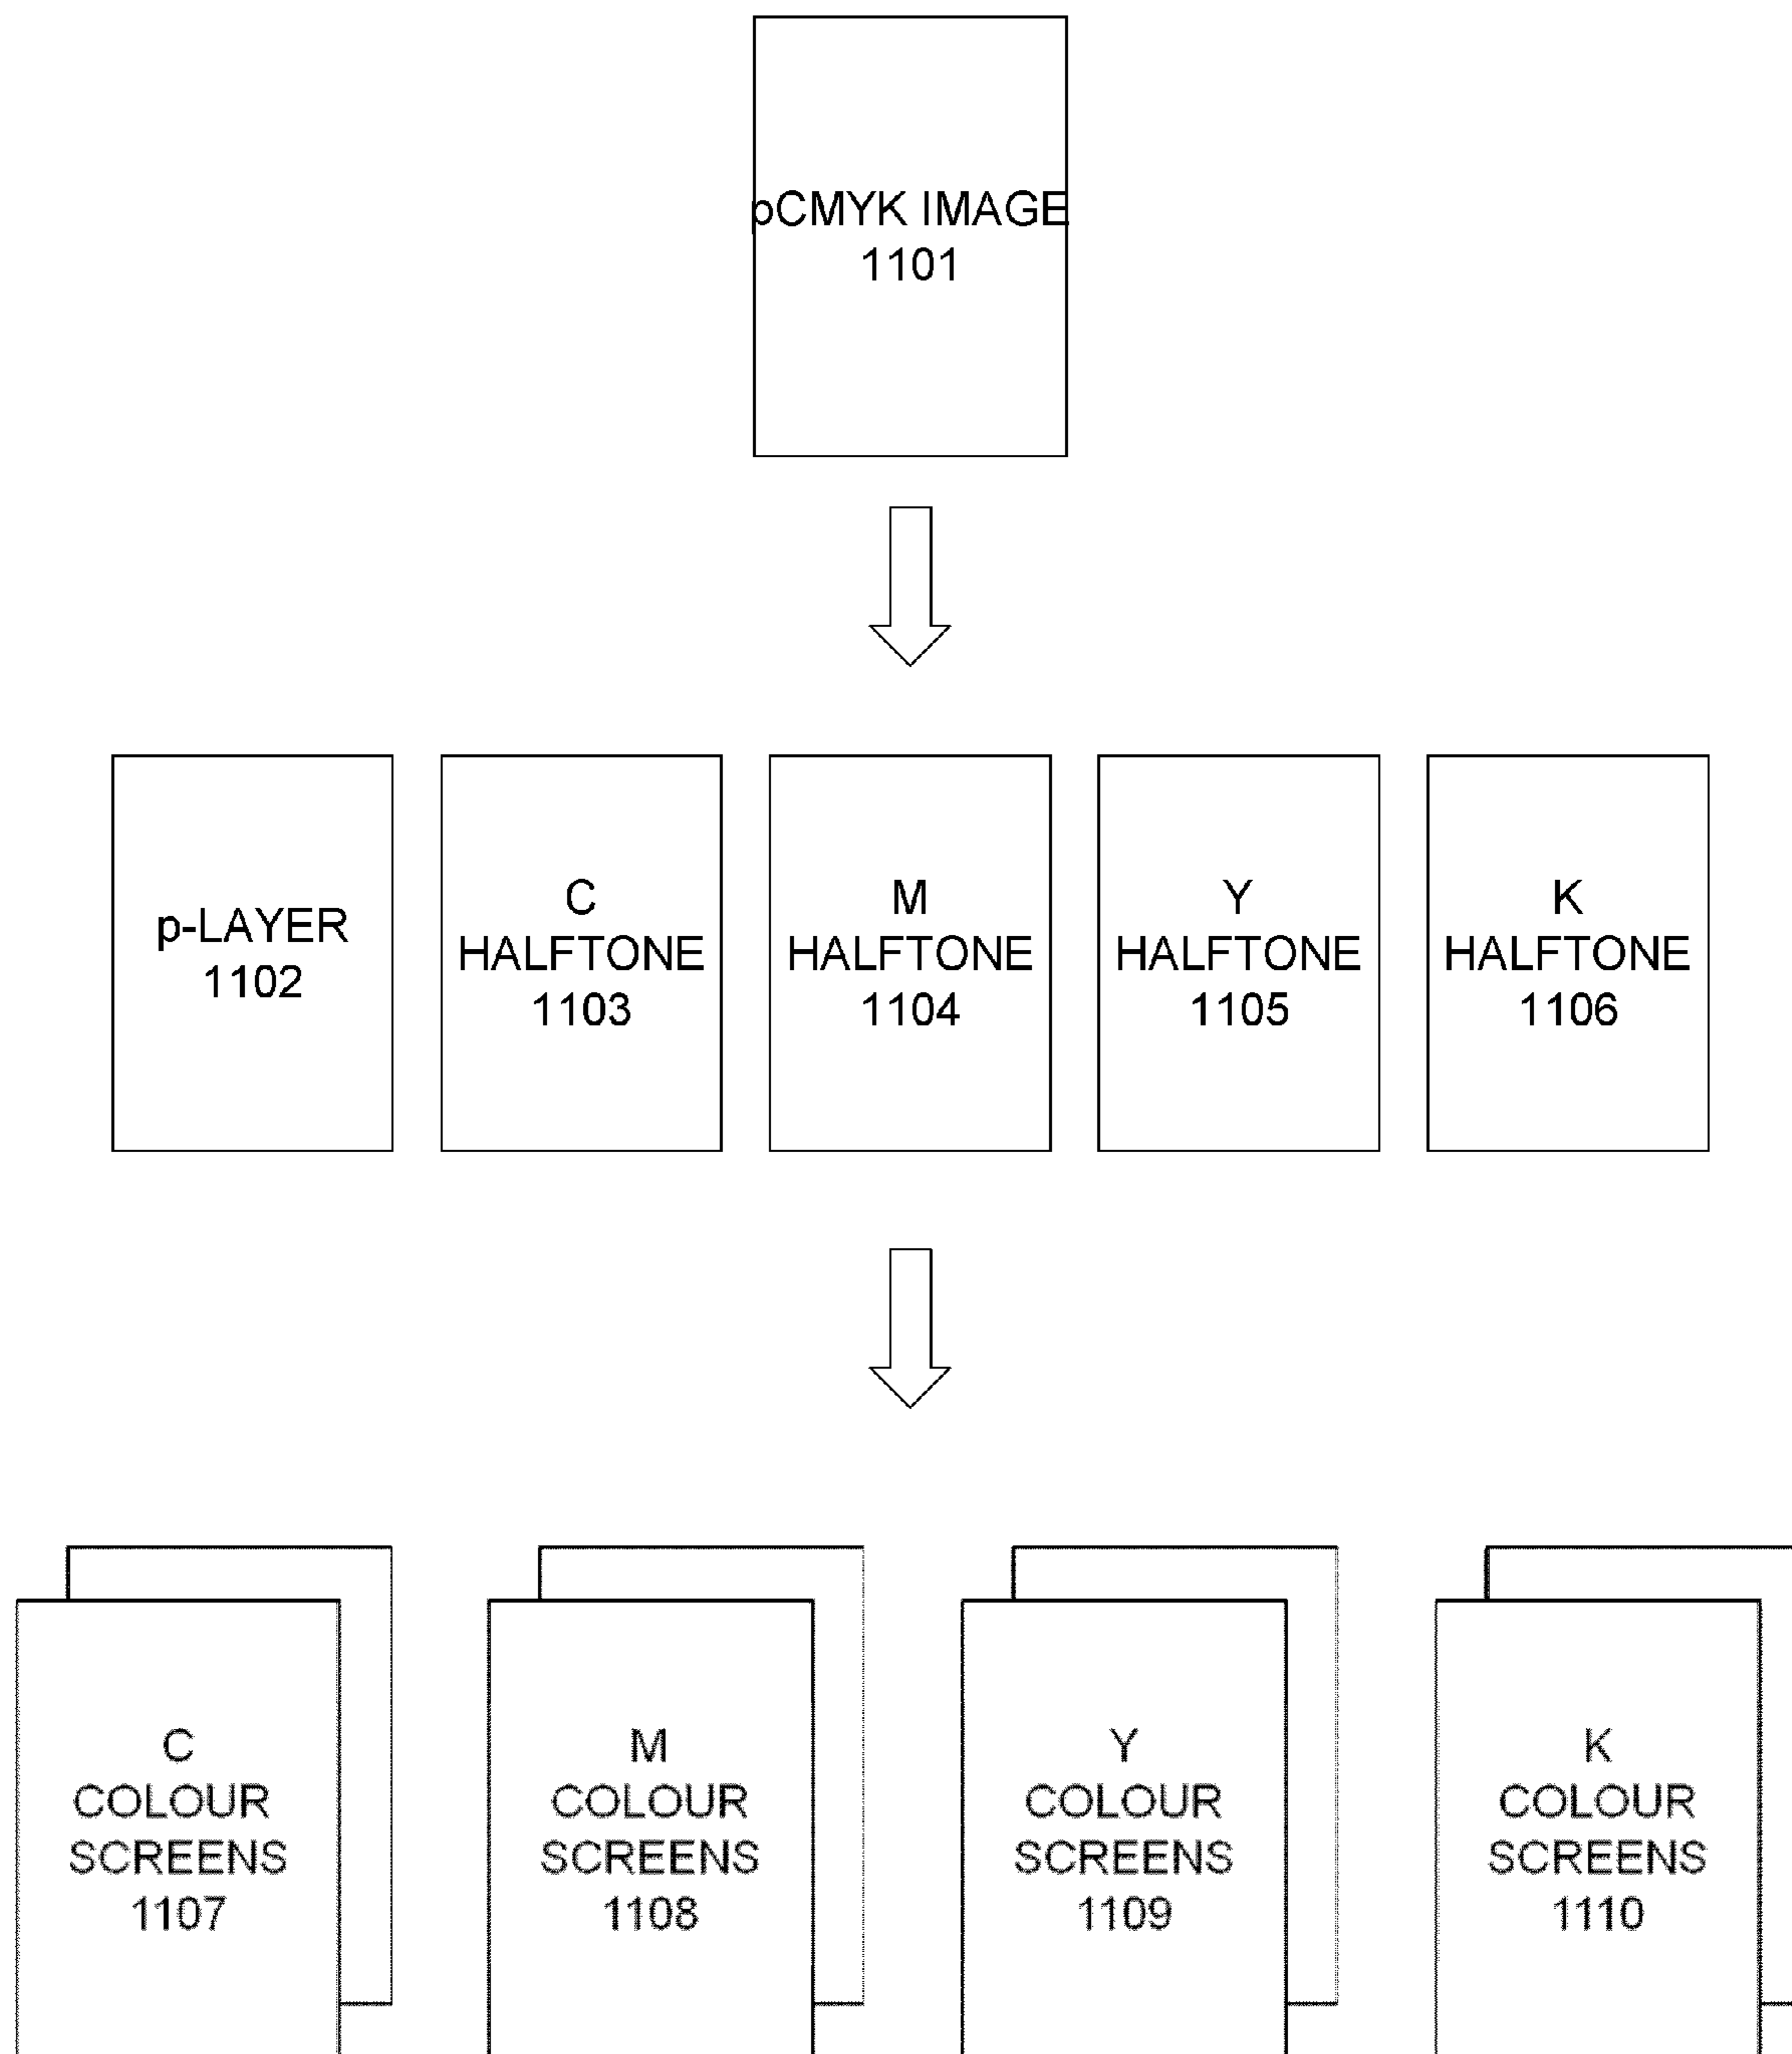 pCMYK IMAGE
1101
p-LAYER
1102
C
HALFTONE
1103
M
HALFTONE
1104
Y
HALFTONE
1105
K
HALFTONE
1106
C
COLOUR
SCREENS
1107
M
COLOUR
SCREENS
1108
Y
COLOUR
SCREENS
1109
K
COLOUR
SCREENS
1110